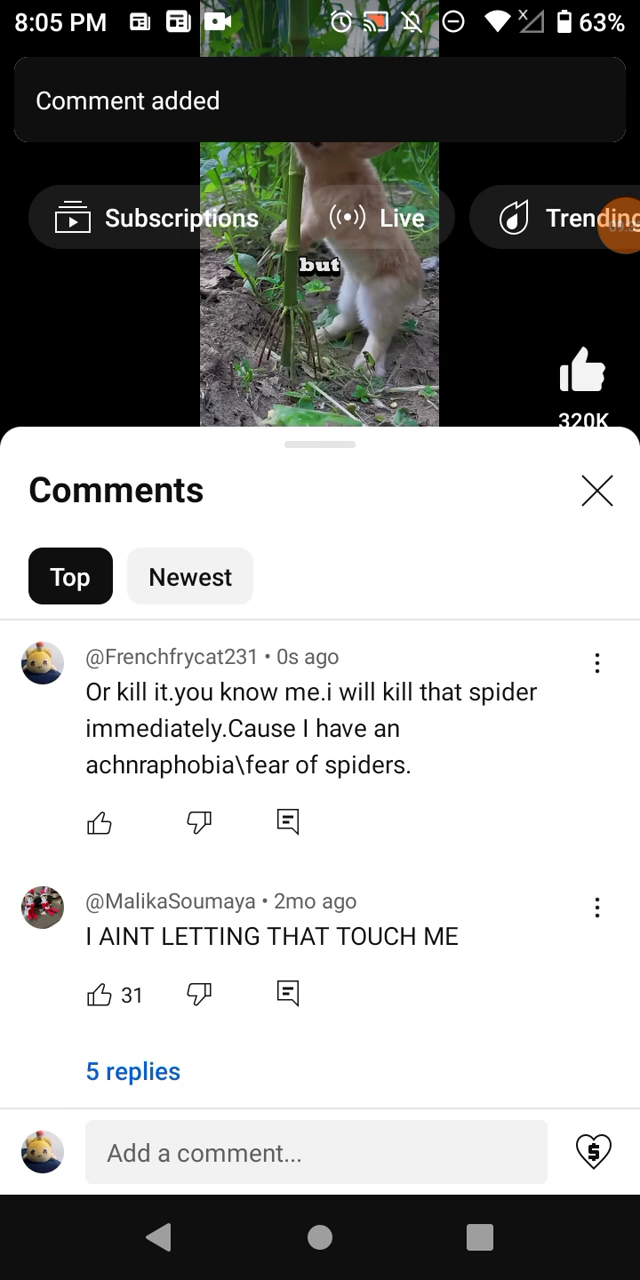 8:05 PM 63%
Comment added
Subscriptions Live Trending
but
320K
Comments
Top Newest
@Frenchfrycat231 • 0s ago
Or kill it.you know me.i will kill that spider
immediately.Cause I have an
achnraphobia\fear of spiders.
@MalikaSoumaya • 2mo ago
I AINT LETTING THAT TOUCH ME
31
5 replies
Add a comment...